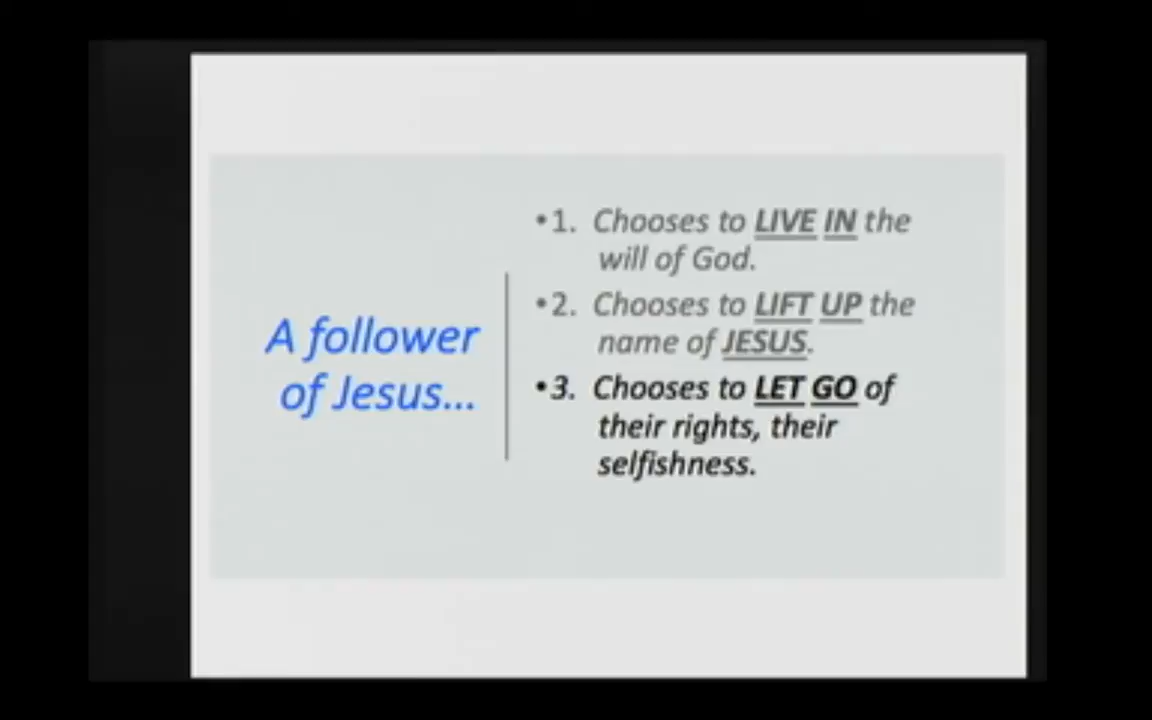 A follower
of Jesus...
•1. Chooses to LIVE IN the
will of God.
•2. Chooses to LIFT UP the
name of JESUS.
•3. Chooses to LET GO of
their rights, their
selfishness.